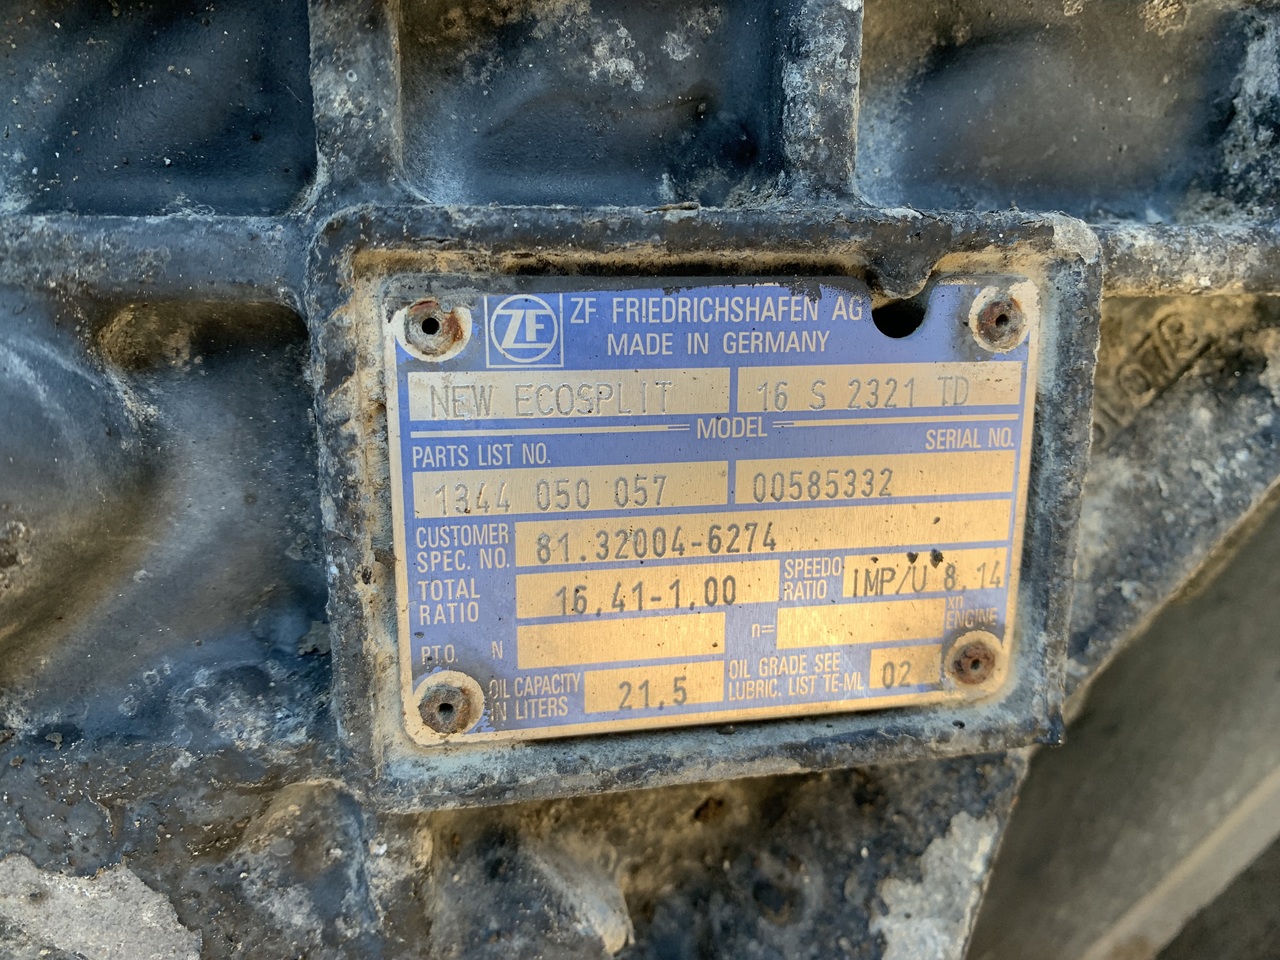 ZF
ZF FRIEDRICHSHAFEN AG
MADE IN GERMANY
NEW ECOSPLIT 16 S 2321 TD
MODEL
PARTS LIST NO. SERIAL NO.
1344 050 057 00585332
CUSTOMER
SPEC. NO. 81.32004-6274
TOTAL
RATIO 16,41-1,00
SPEEDO
RATIO IMP/U 8,14
P.T.O. N n= xn
ENGINE
OIL CAPACITY
IN LITERS 21,5
OIL GRADE SEE
LUBRIC. LIST TE-ML 02